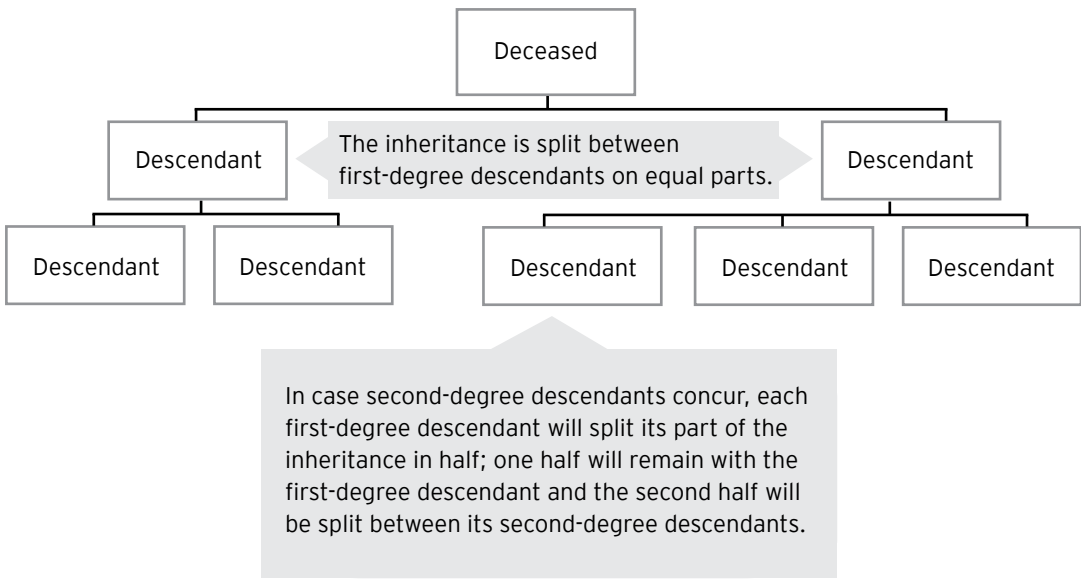 Deceased
Descendant
The inheritance is split between
first-degree descendants on equal parts.
Descendant
Descendant
Descendant
Descendant
Descendant
Descendant
In case second-degree descendants concur, each
first-degree descendant will split its part of the
inheritance in half; one half will remain with the
first-degree descendant and the second half will
be split between its second-degree descendants.